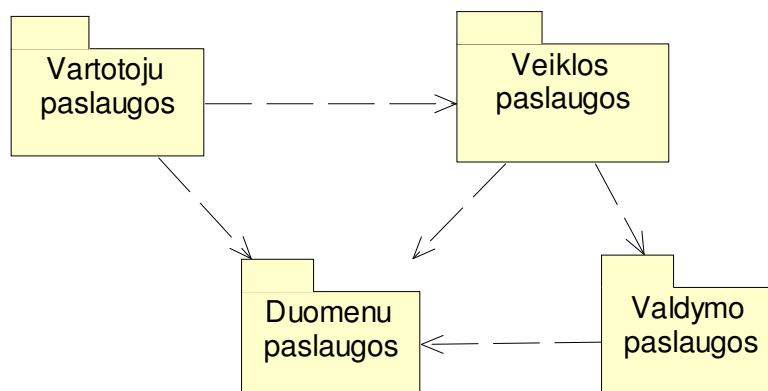 Vartotoju
paslaugos
Veiklos
paslaugos
Duomenu
paslaugos
Valdymo
paslaugos